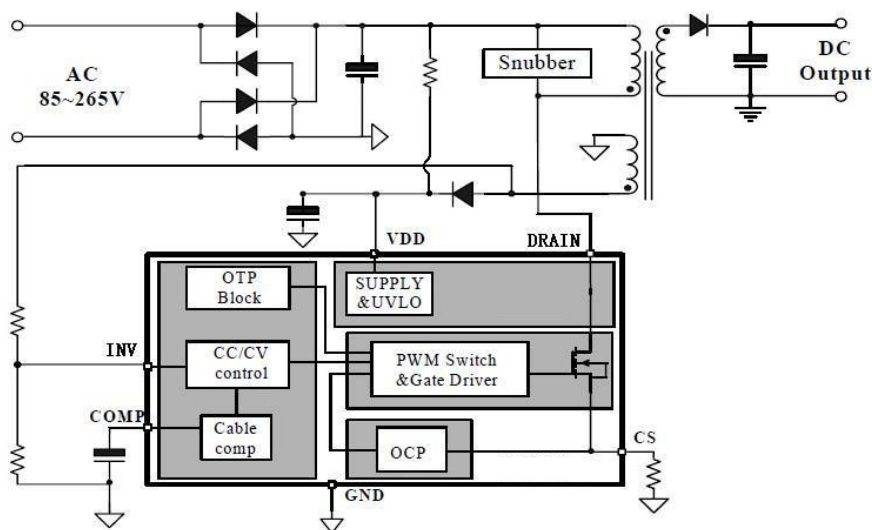 AC
85~265V
Snubber
DC
Output
VDD
DRAIN
OTP
Block
SUPPLY
&UVLO
INV
CC/CV
control
PWM Switch
&Gate Driver
COMP
Cable
comp
OCP
CS
GND